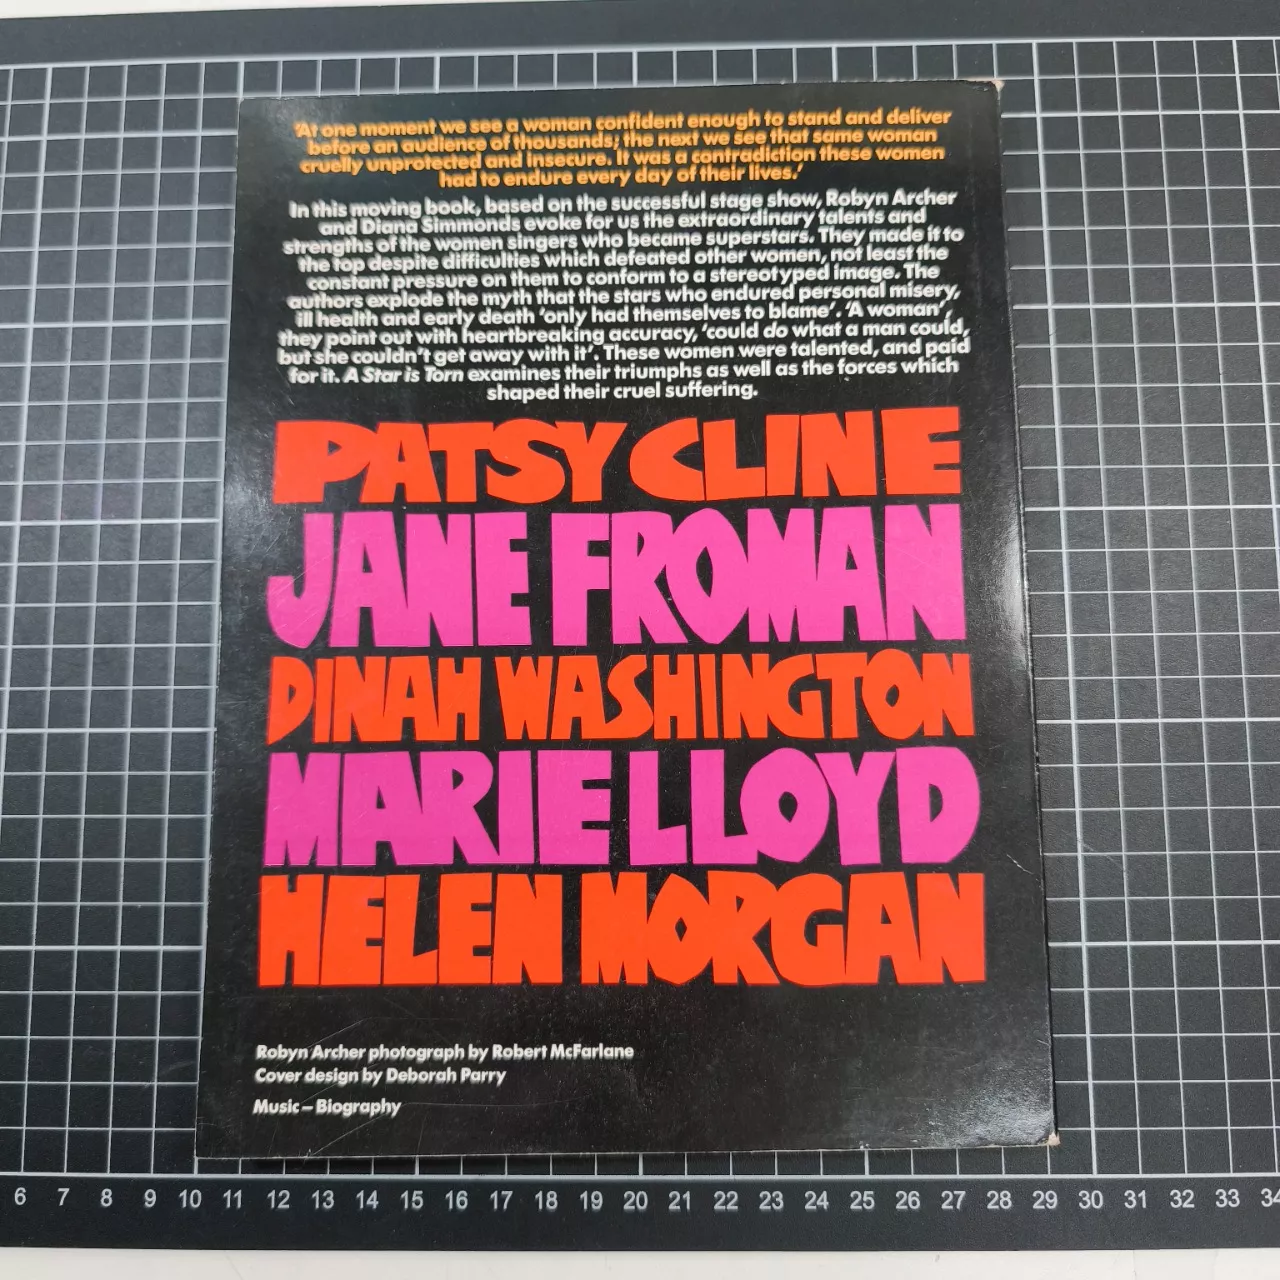 'At one moment we see a woman confident enough to stand and deliver
before an audience of thousands; the next we see that same woman
cruelly unprotected and insecure. It was a contradiction these women
had to endure every day of their lives.'
In this moving book, based on the successful stage show, Robyn Archer
and Diana Simmonds evoke for us the extraordinary talents and
strengths of the women singers who became superstars. They made it to
the top despite difficulties which defeated other women, not least the
constant pressure on them to conform to a stereotyped image. The
authors explode the myth that the stars who endured personal misery,
ill health and early death 'only had themselves to blame'. 'A woman',
they point out with heartbreaking accuracy, 'could do what a man could,
but she couldn't get away with it'. These women were talented, and paid
for it. A Star is Torn examines their triumphs as well as the forces which
shaped their cruel suffering.
PATSY CLINE
JANE FROMAN
DINAH WASHINGTON
MARIE LLOYD
HELEN MORGAN
Robyn Archer photograph by Robert McFarlane
Cover design by Deborah Parry
Music – Biography
6 7 8 9 10 11 12 13 14 15 16 17 18 19 20 21 22 23 24 25 26 27 28 29 30 31 32 33 34